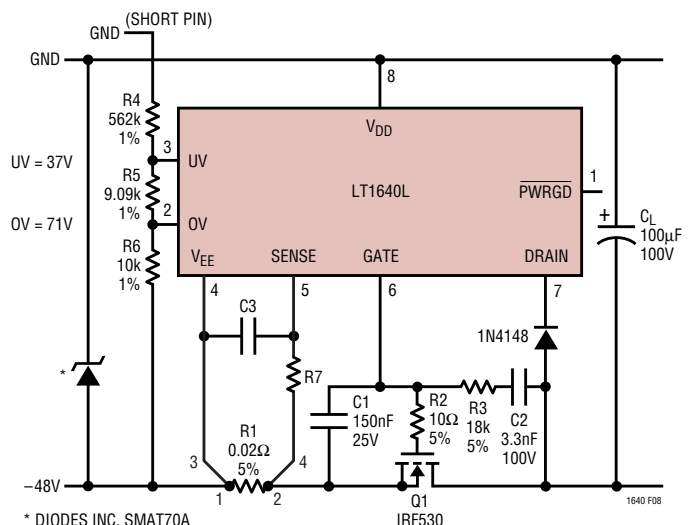 (SHORT PIN)
GND
GND
8
R4
562k
1%
VDD
3
UV
UV = 37V
R5
9.09k
1%
LT1640L
PWRGD
1
2
OV
OV = 71V
R6
10k
1%
VEE
SENSE
GATE
DRAIN
4
5
6
7
+
CL
100µF
100V
C3
1N4148
R7
*
C1
150nF
25V
R2
10Ω
5%
R3
18k
5%
C2
3.3nF
100V
R1
0.02Ω
5%
3
4
–48V
1
2
Q1
IRF530
1640 F08
* DIODES INC. SMAT70A